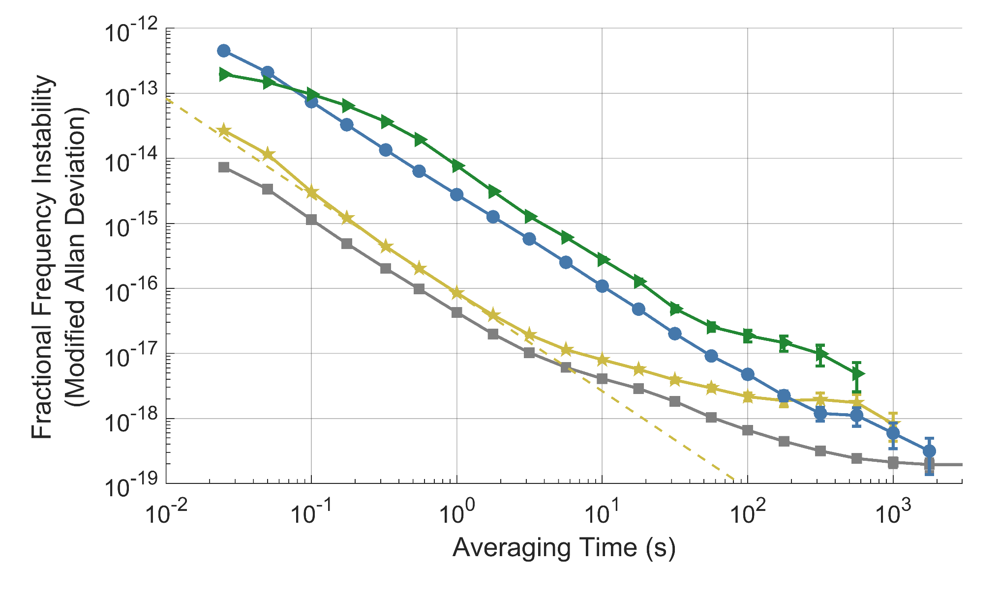 Fractional Frequency Instability
(Modified Allan Deviation)
10^-12
10^-13
10^-14
10^-15
10^-16
10^-17
10^-18
10^-19
10^-2 10^-1 10^0 10^1 10^2 10^3
Averaging Time (s)